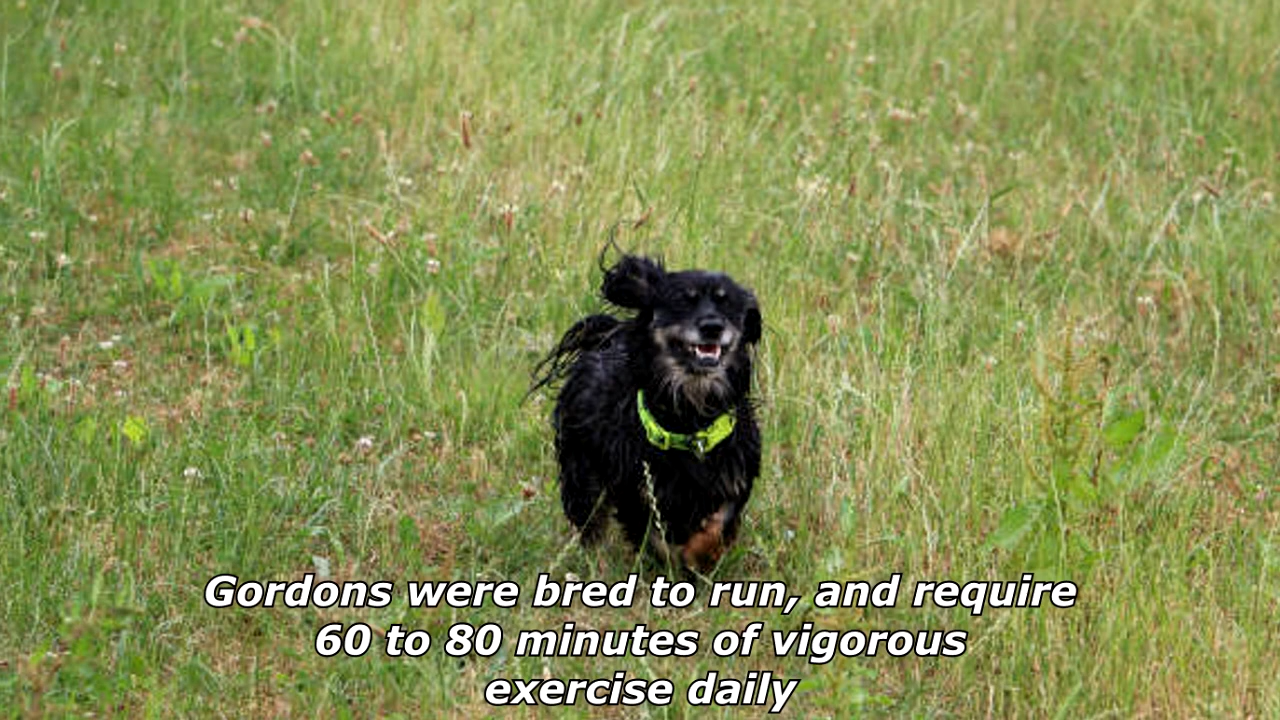 Gordons were bred to run, and require
60 to 80 minutes of vigorous
exercise daily